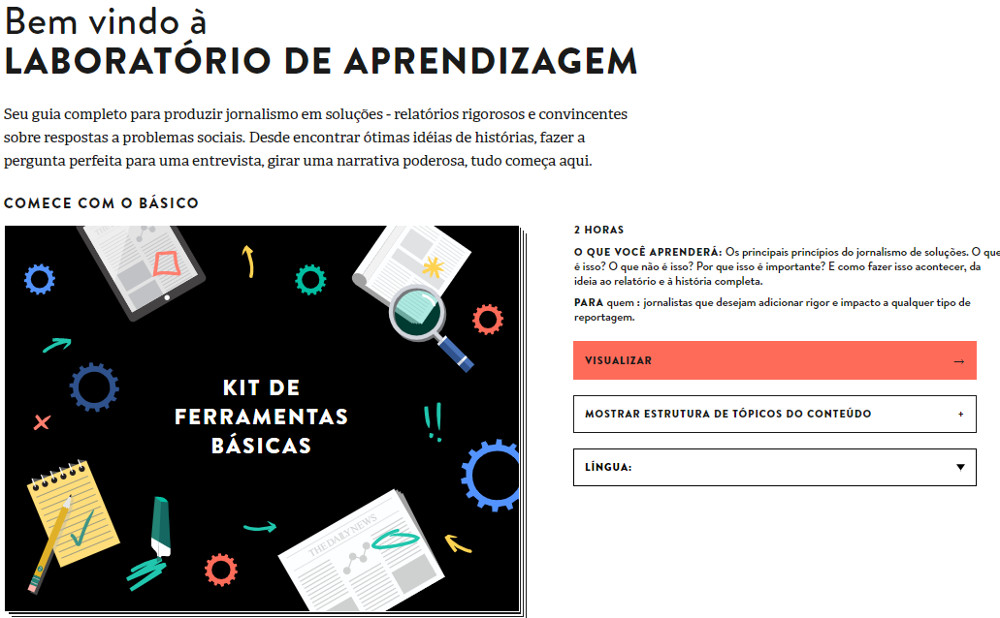 Bem vindo à
LABORATÓRIO DE APRENDIZAGEM
Seu guia completo para produzir jornalismo em soluções - relatórios rigorosos e convincentes
sobre respostas a problemas sociais. Desde encontrar ótimas idéias de histórias, fazer a
pergunta perfeita para uma entrevista, girar uma narrativa poderosa, tudo começa aqui.
COMECE COM O BÁSICO
KIT DE
FERRAMENTAS
BÁSICAS
THE DAILY NEWS
2 HORAS
O QUE VOCÊ APRENDERÁ: Os principais princípios do jornalismo de soluções. O que
é isso? O que não é isso? Por que isso é importante? E como fazer isso acontecer, da
ideia ao relatório e à história completa.
PARA quem : jornalistas que desejam adicionar rigor e impacto a qualquer tipo de
reportagem.
VISUALIZAR →
MOSTRAR ESTRUTURA DE TÓPICOS DO CONTEÚDO +
LÍNGUA: ▼